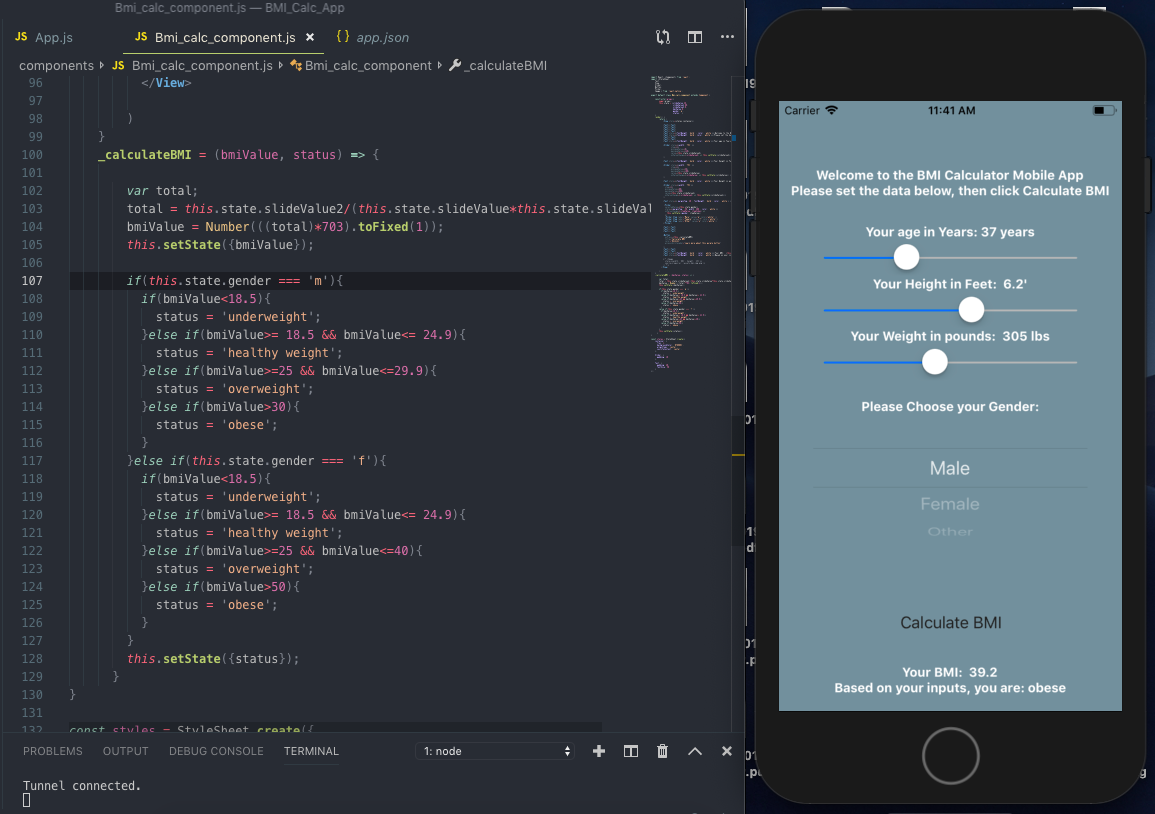 Bmi_calc_component.js — BMI_Calc_App
JS App.js
JS Bmi_calc_component.js ×
{} app.json
components › JS Bmi_calc_component.js › Bmi_calc_component › _calculateBMI
96 </View>
97
98 )
99 }
100 _calculateBMI = (bmiValue, status) => {
101
102 var total;
103 total = this.state.slideValue2/(this.state.slideValue*this.state.slideVal
104 bmiValue = Number(((total)*703).toFixed(1));
105 this.setState({bmiValue});
106
107 if(this.state.gender === 'm'){
108 if(bmiValue<18.5){
109 status = 'underweight';
110 }else if(bmiValue>= 18.5 && bmiValue<= 24.9){
111 status = 'healthy weight';
112 }else if(bmiValue>=25 && bmiValue<=29.9){
113 status = 'overweight';
114 }else if(bmiValue>30){
115 status = 'obese';
116 }
117 }else if(this.state.gender === 'f'){
118 if(bmiValue<18.5){
119 status = 'underweight';
120 }else if(bmiValue>= 18.5 && bmiValue<= 24.9){
121 status = 'healthy weight';
122 }else if(bmiValue>=25 && bmiValue<=40){
123 status = 'overweight';
124 }else if(bmiValue>50){
125 status = 'obese';
126 }
127 }
128 this.setState({status});
129 }
130 }
131
132 const styles = StyleSheet.create({
PROBLEMS OUTPUT DEBUG CONSOLE TERMINAL
1: node
Tunnel connected.
Carrier 11:41 AM
Welcome to the BMI Calculator Mobile App
Please set the data below, then click Calculate BMI
Your age in Years: 37 years
Your Height in Feet: 6.2'
Your Weight in pounds: 305 lbs
Please Choose your Gender:
Male
Female
Other
Calculate BMI
Your BMI: 39.2
Based on your inputs, you are: obese